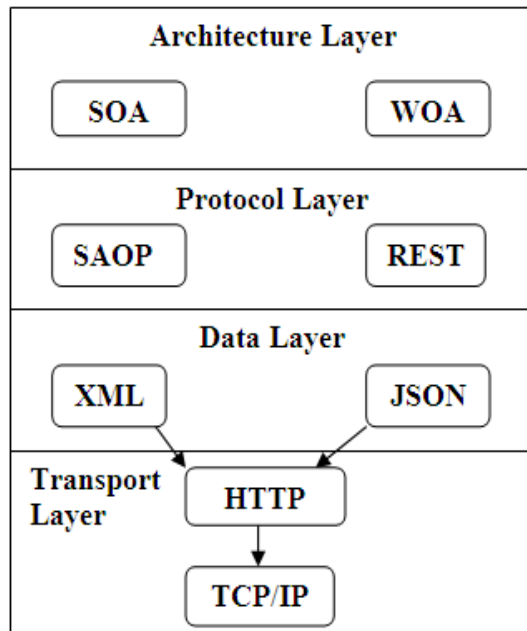 Architecture Layer
SOA
WOA
Protocol Layer
SAOP
REST
Data Layer
XML
JSON
Transport
Layer
HTTP
TCP/IP